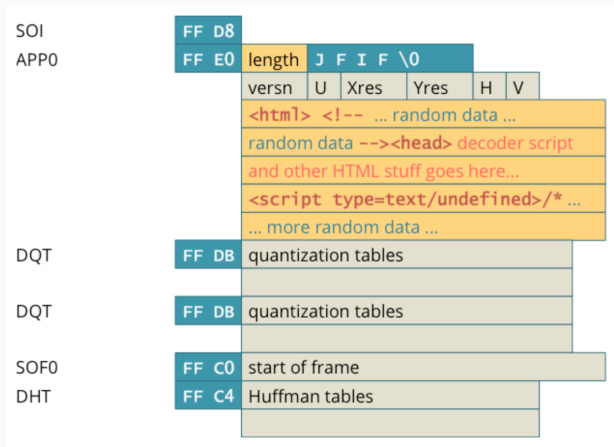 SOI FF D8
APP0 FF E0 length J F I F \0
versn U Xres Yres H V
<html> <!-- ... random data ...
random data --><head> decoder script
and other HTML stuff goes here...
<script type=text/undefined>/* ...
... more random data ...
DQT FF DB quantization tables
DQT FF DB quantization tables
SOF0 FF C0 start of frame
DHT FF C4 Huffman tables